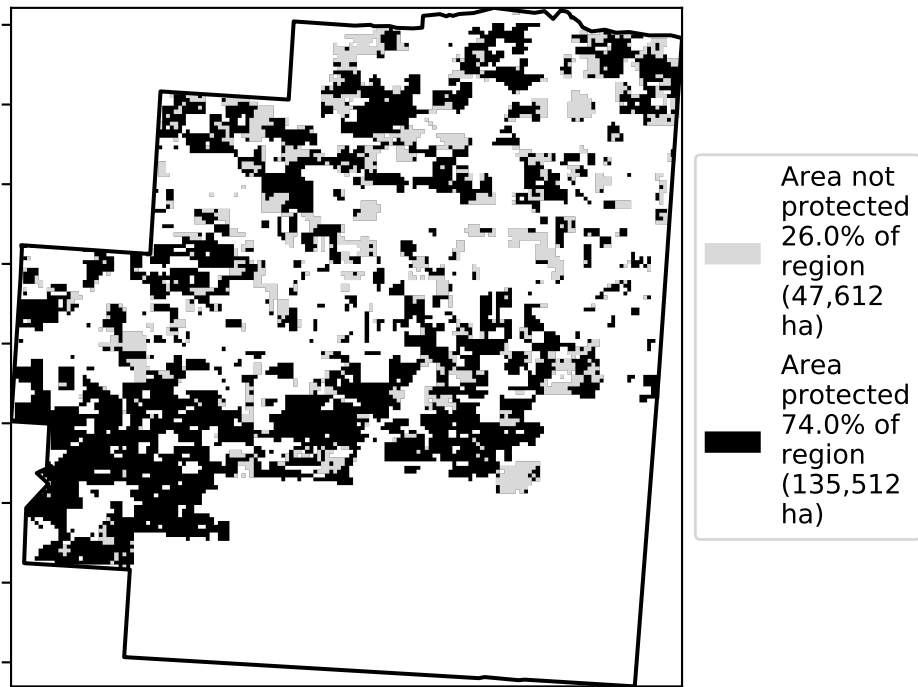 Area not
protected
26.0% of
region
(47,612
ha)
Area
protected
74.0% of
region
(135,512
ha)